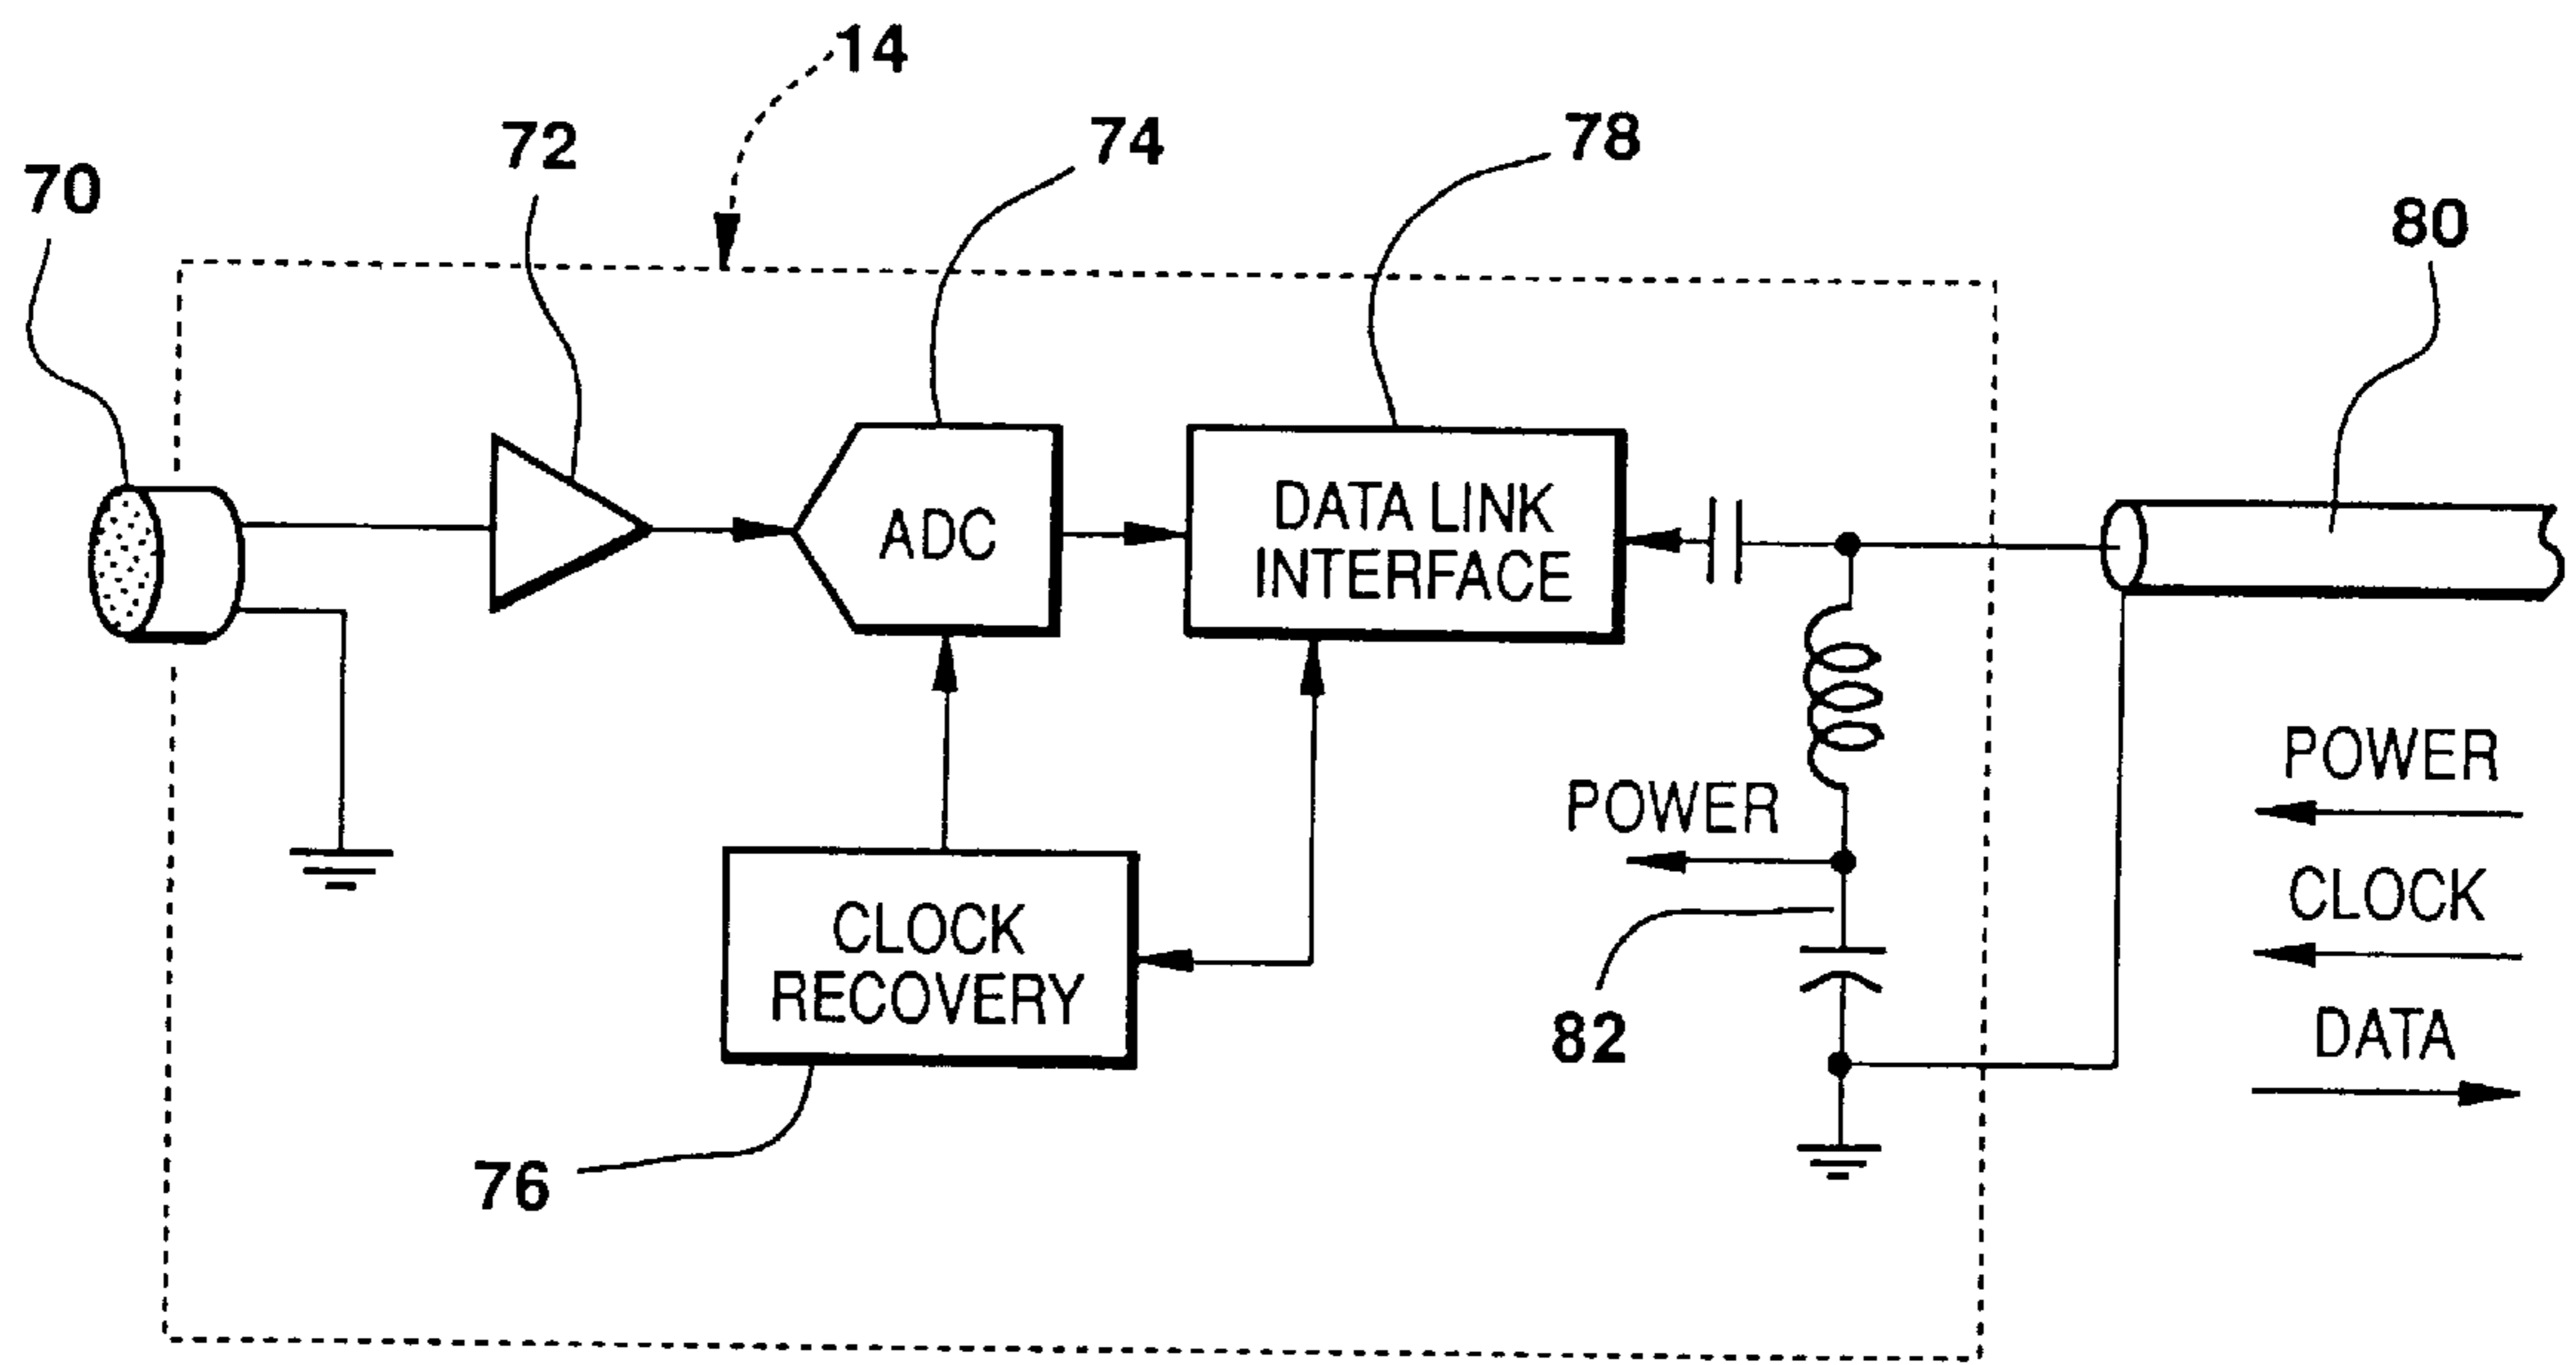 14
72
74
78
70
80
ADC
DATA LINK
INTERFACE
POWER
POWER
CLOCK
CLOCK
RECOVERY
DATA
82
76